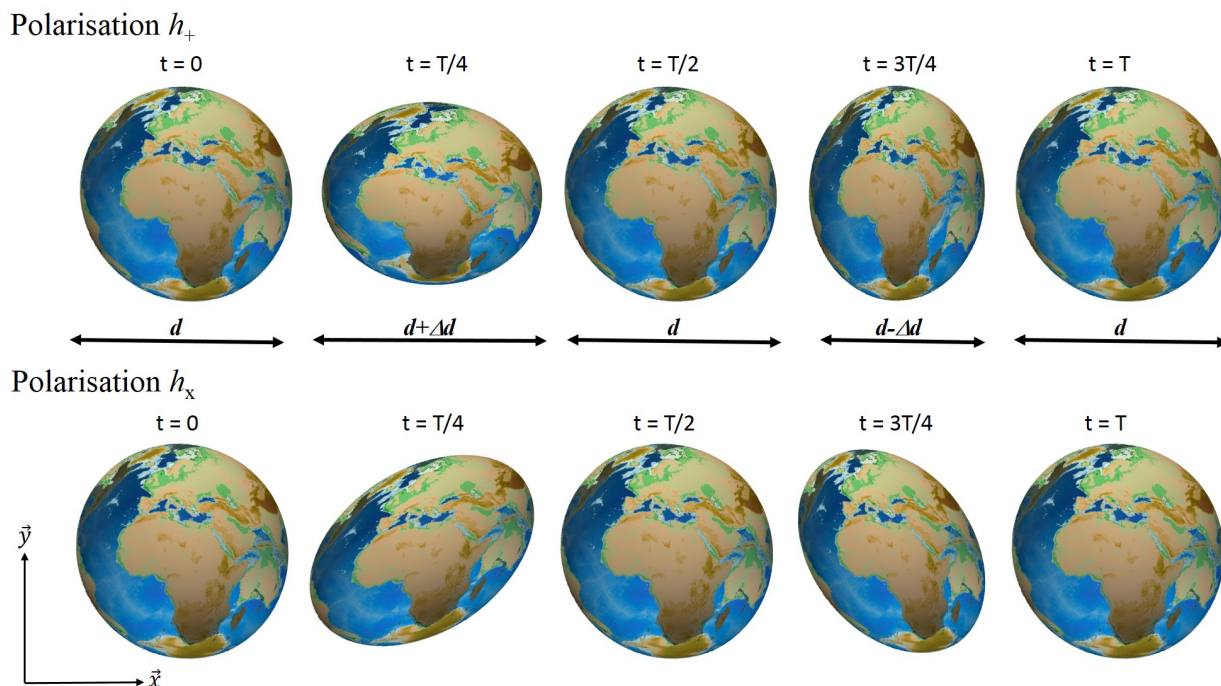 Polarisation h₊
t = 0 t = T/4 t = T/2 t = 3T/4 t = T
d d+Δd d d-Δd d
Polarisation hₓ
t = 0 t = T/4 t = T/2 t = 3T/4 t = T
y⃗
x⃗